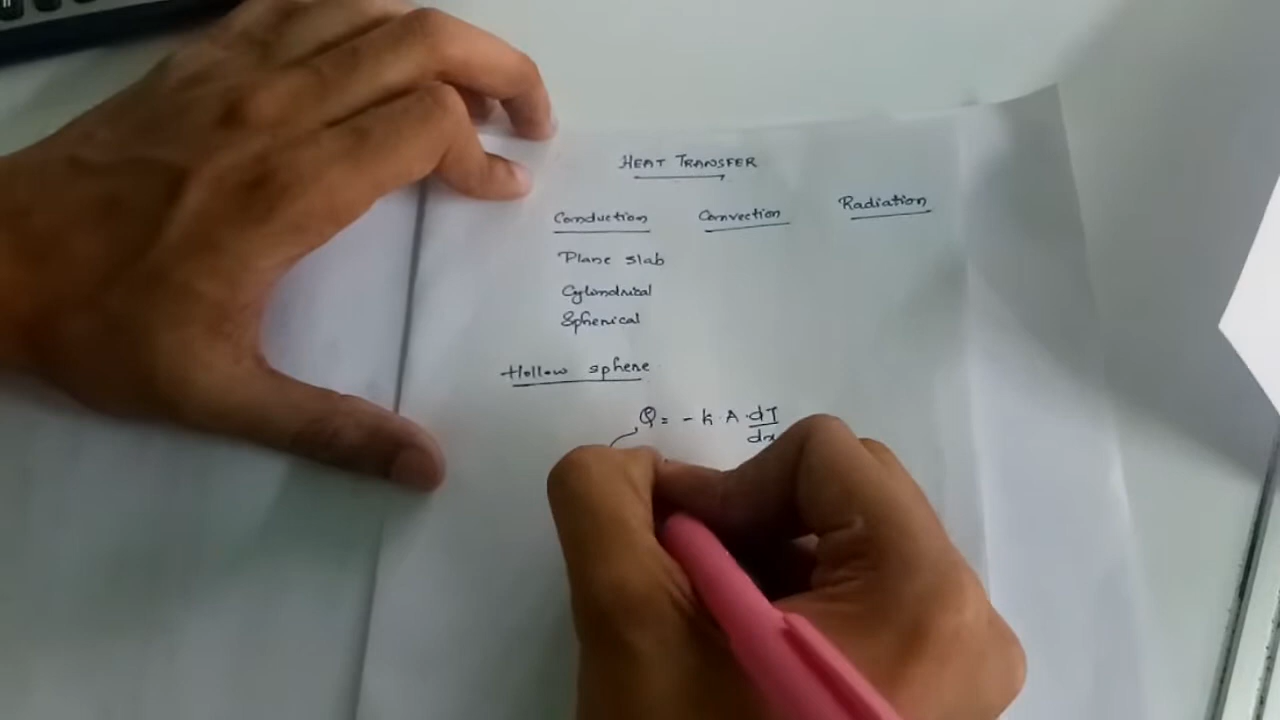 HEAT TRANSFER
Conduction Convection Radiation
Plane slab
Cylindrical
Spherical
Hollow sphere
Q = - k · A · dT
dx